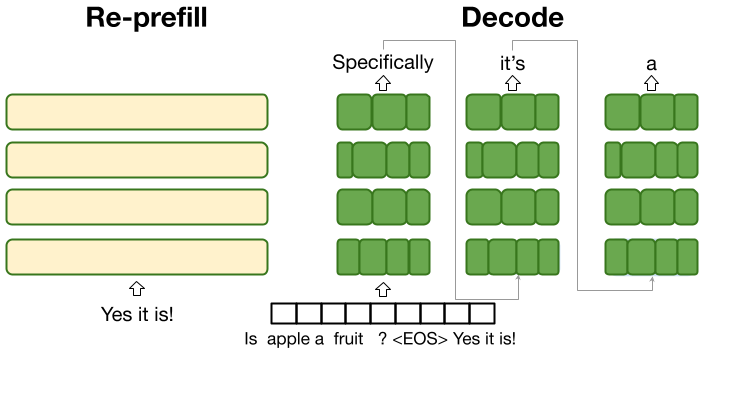 Re-prefill
Decode
Specifically
it's
a
Yes it is!
Is apple a fruit ? <EOS> Yes it is!